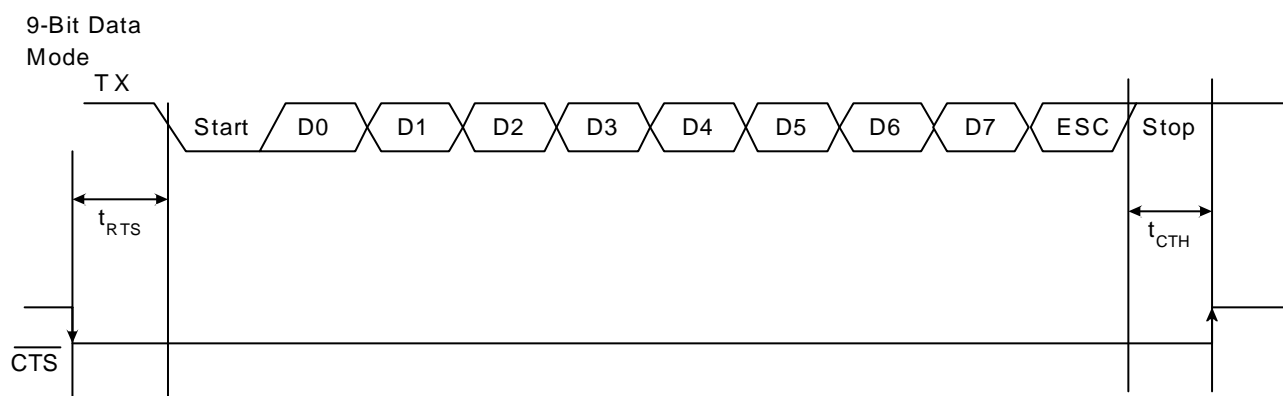 9-Bit Data
Mode
TX
Start D0 D1 D2 D3 D4 D5 D6 D7 ESC Stop
tRTS tCTH
CTS